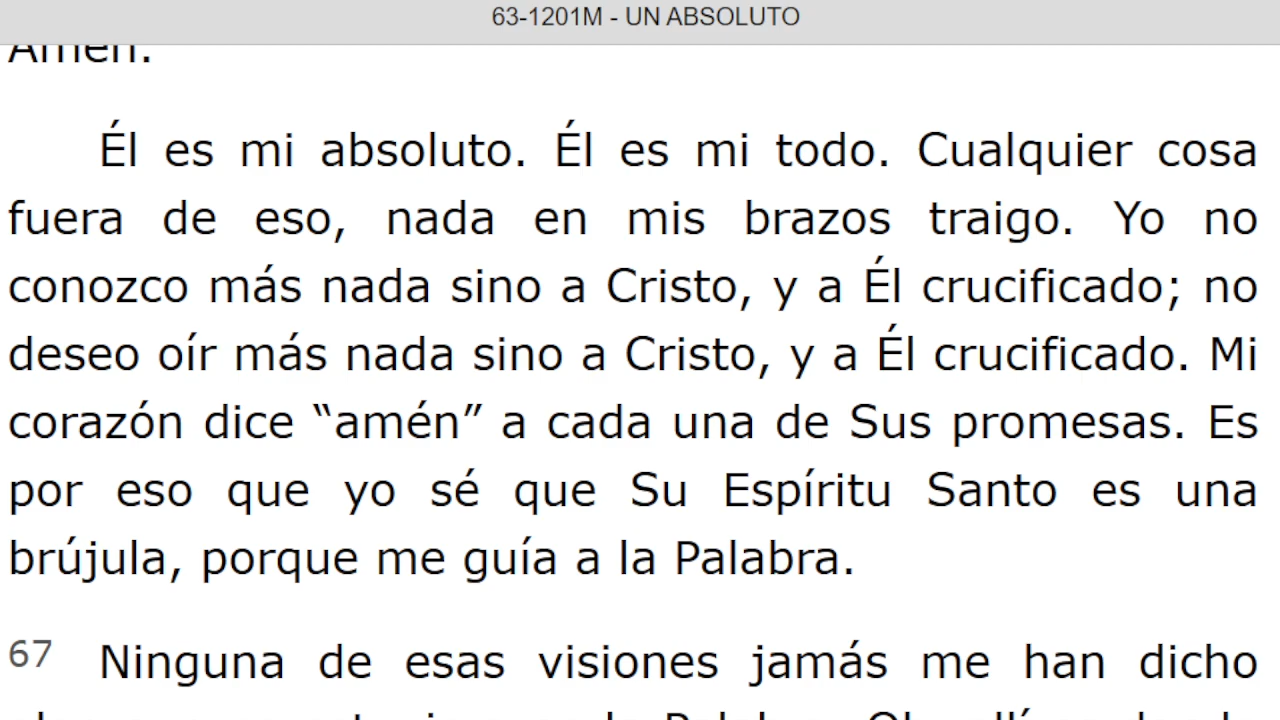 63-1201M - UN ABSOLUTO
Amén.
Él es mi absoluto. Él es mi todo. Cualquier cosa
fuera de eso, nada en mis brazos traigo. Yo no
conozco más nada sino a Cristo, y a Él crucificado; no
deseo oír más nada sino a Cristo, y a Él crucificado. Mi
corazón dice “amén” a cada una de Sus promesas. Es
por eso que yo sé que Su Espíritu Santo es una
brújula, porque me guía a la Palabra.
67 Ninguna de esas visiones jamás me han dicho